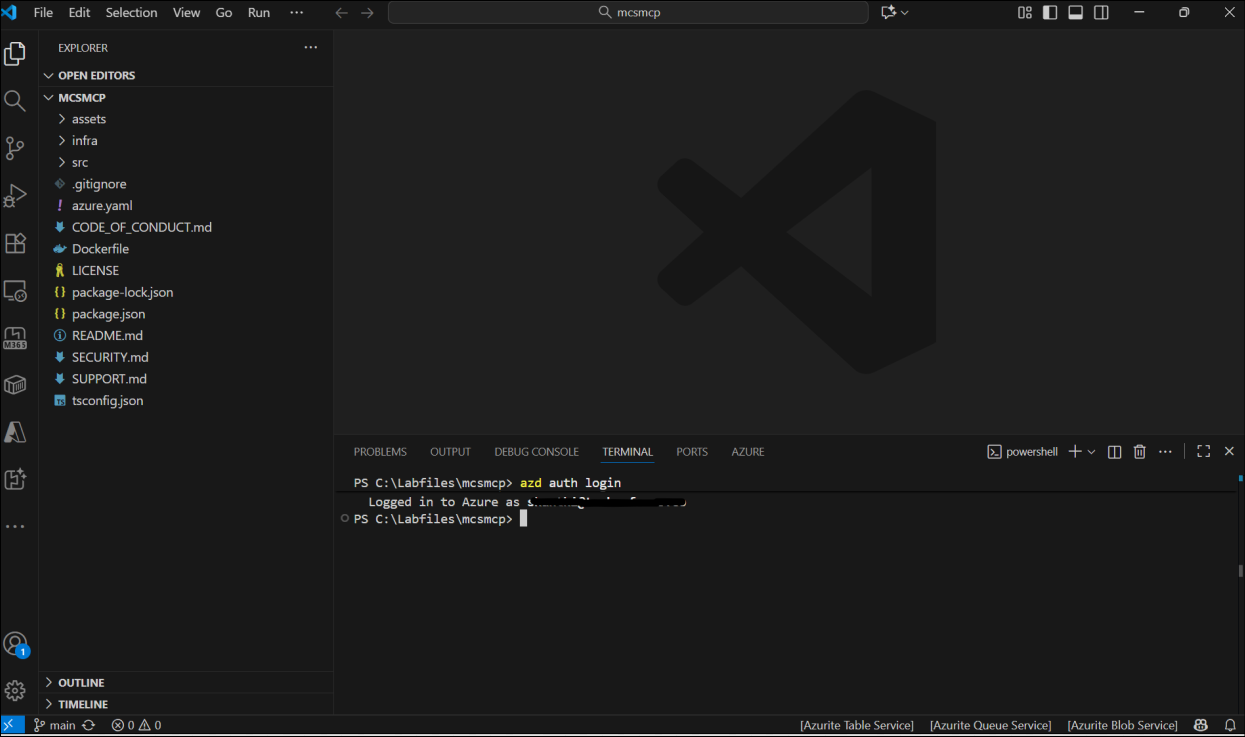 File Edit Selection View Go Run ···
mcsmcp
EXPLORER
OPEN EDITORS
MCSMCP
assets
infra
src
.gitignore
azure.yaml
CODE_OF_CONDUCT.md
Dockerfile
LICENSE
package-lock.json
package.json
README.md
SECURITY.md
SUPPORT.md
tsconfig.json
M365
1
OUTLINE
TIMELINE
PROBLEMS OUTPUT DEBUG CONSOLE TERMINAL PORTS AZURE
powershell
PS C:\Labfiles\mcsmcp> azd auth login
Logged in to Azure as
PS C:\Labfiles\mcsmcp>
main 0 0 [Azurite Table Service] [Azurite Queue Service] [Azurite Blob Service]